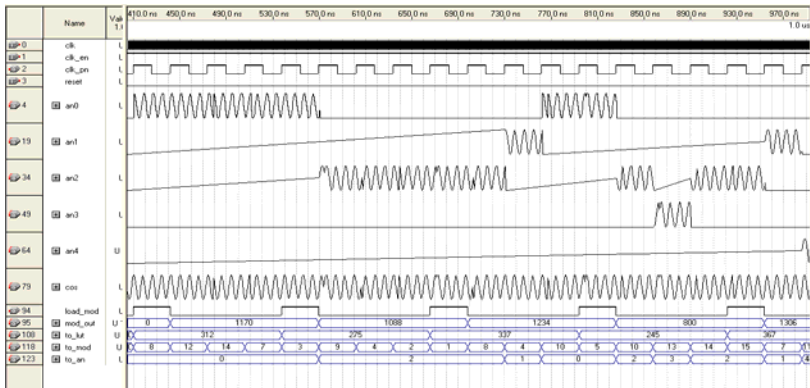 Name Valu 1.0
410.0 ns 450.0 ns 490.0 ns 530.0 ns 570.0 ns 610.0 ns 650.0 ns 690.0 ns 730.0 ns 770.0 ns 810.0 ns 850.0 ns 890.0 ns 930.0 ns 970.0 ns
1.0 us
0 clk U
1 clk_en
2 clk_pn
3 reset
4 an0
19 an1
34 an2
49 an3
64 an4 U
79 cos
94 load_mod
95 mod_out U 0 1170 1088 1234 800 1306
108 to_lut U 312 275 337 245 367
118 to_mod U 8 12 14 7 3 9 4 2 1 8 4 10 5 10 13 14 15 7
123 to_an 0 2 1 0 2 3 2 1